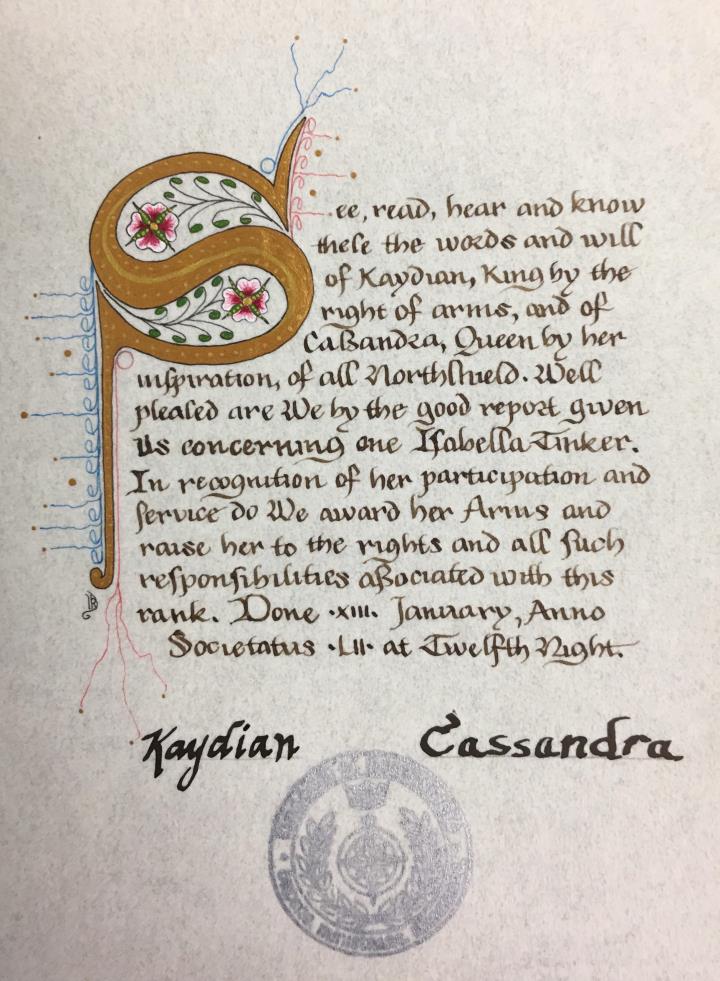 See, read, hear and know
theſe the words and will
of Kaydian, King by the
right of arms, and of
Caßandra, Queen by her
inſpiration, of all Northſhield. Well
pleaſed are We by the good report given
Us concerning one Iſabella Tinker.
In recognition of her participation and
ſervice do We award her Arms and
raise her to the rights and all ſuch
reſponſibilities aßociated with this
rank. Done ·XIII· January, Anno
Societatus ·LII· at Twelfth Night.
Kaydian Cassandra